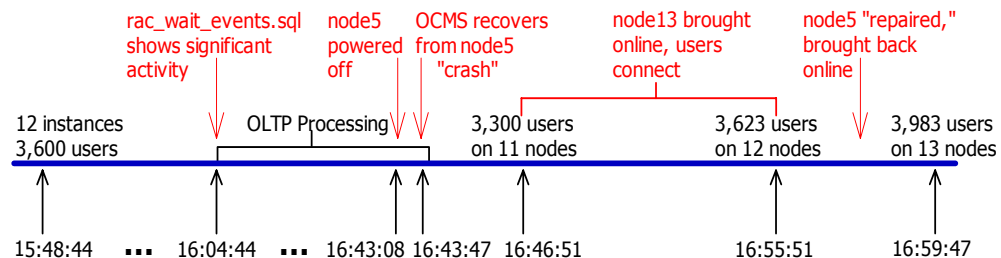 rac_wait_events.sql
shows significant
activity
node5
powered
off
OCMS recovers
from node5
"crash"
node13 brought
online, users
connect
node5 "repaired,"
brought back
online
12 instances
3,600 users
OLTP Processing
3,300 users
on 11 nodes
3,623 users
on 12 nodes
3,983 users
on 13 nodes
15:48:44 ... 16:04:44 ... 16:43:08 16:43:47 16:46:51 16:55:51 16:59:47